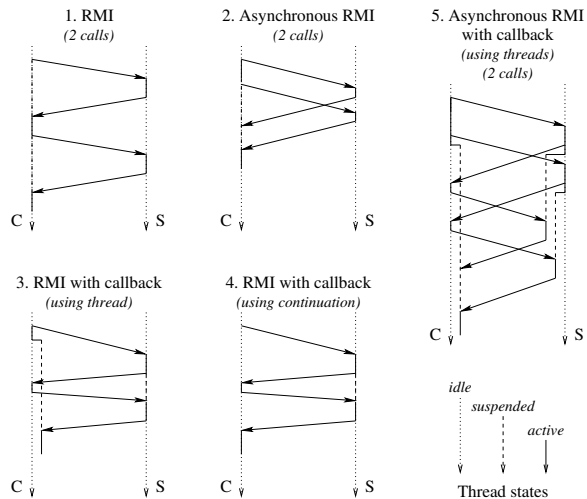 1. RMI
(2 calls)
C
S
2. Asynchronous RMI
(2 calls)
C
S
5. Asynchronous RMI
with callback
(using threads)
(2 calls)
C
S
3. RMI with callback
(using thread)
C
S
4. RMI with callback
(using continuation)
C
S
idle
suspended
active
Thread states